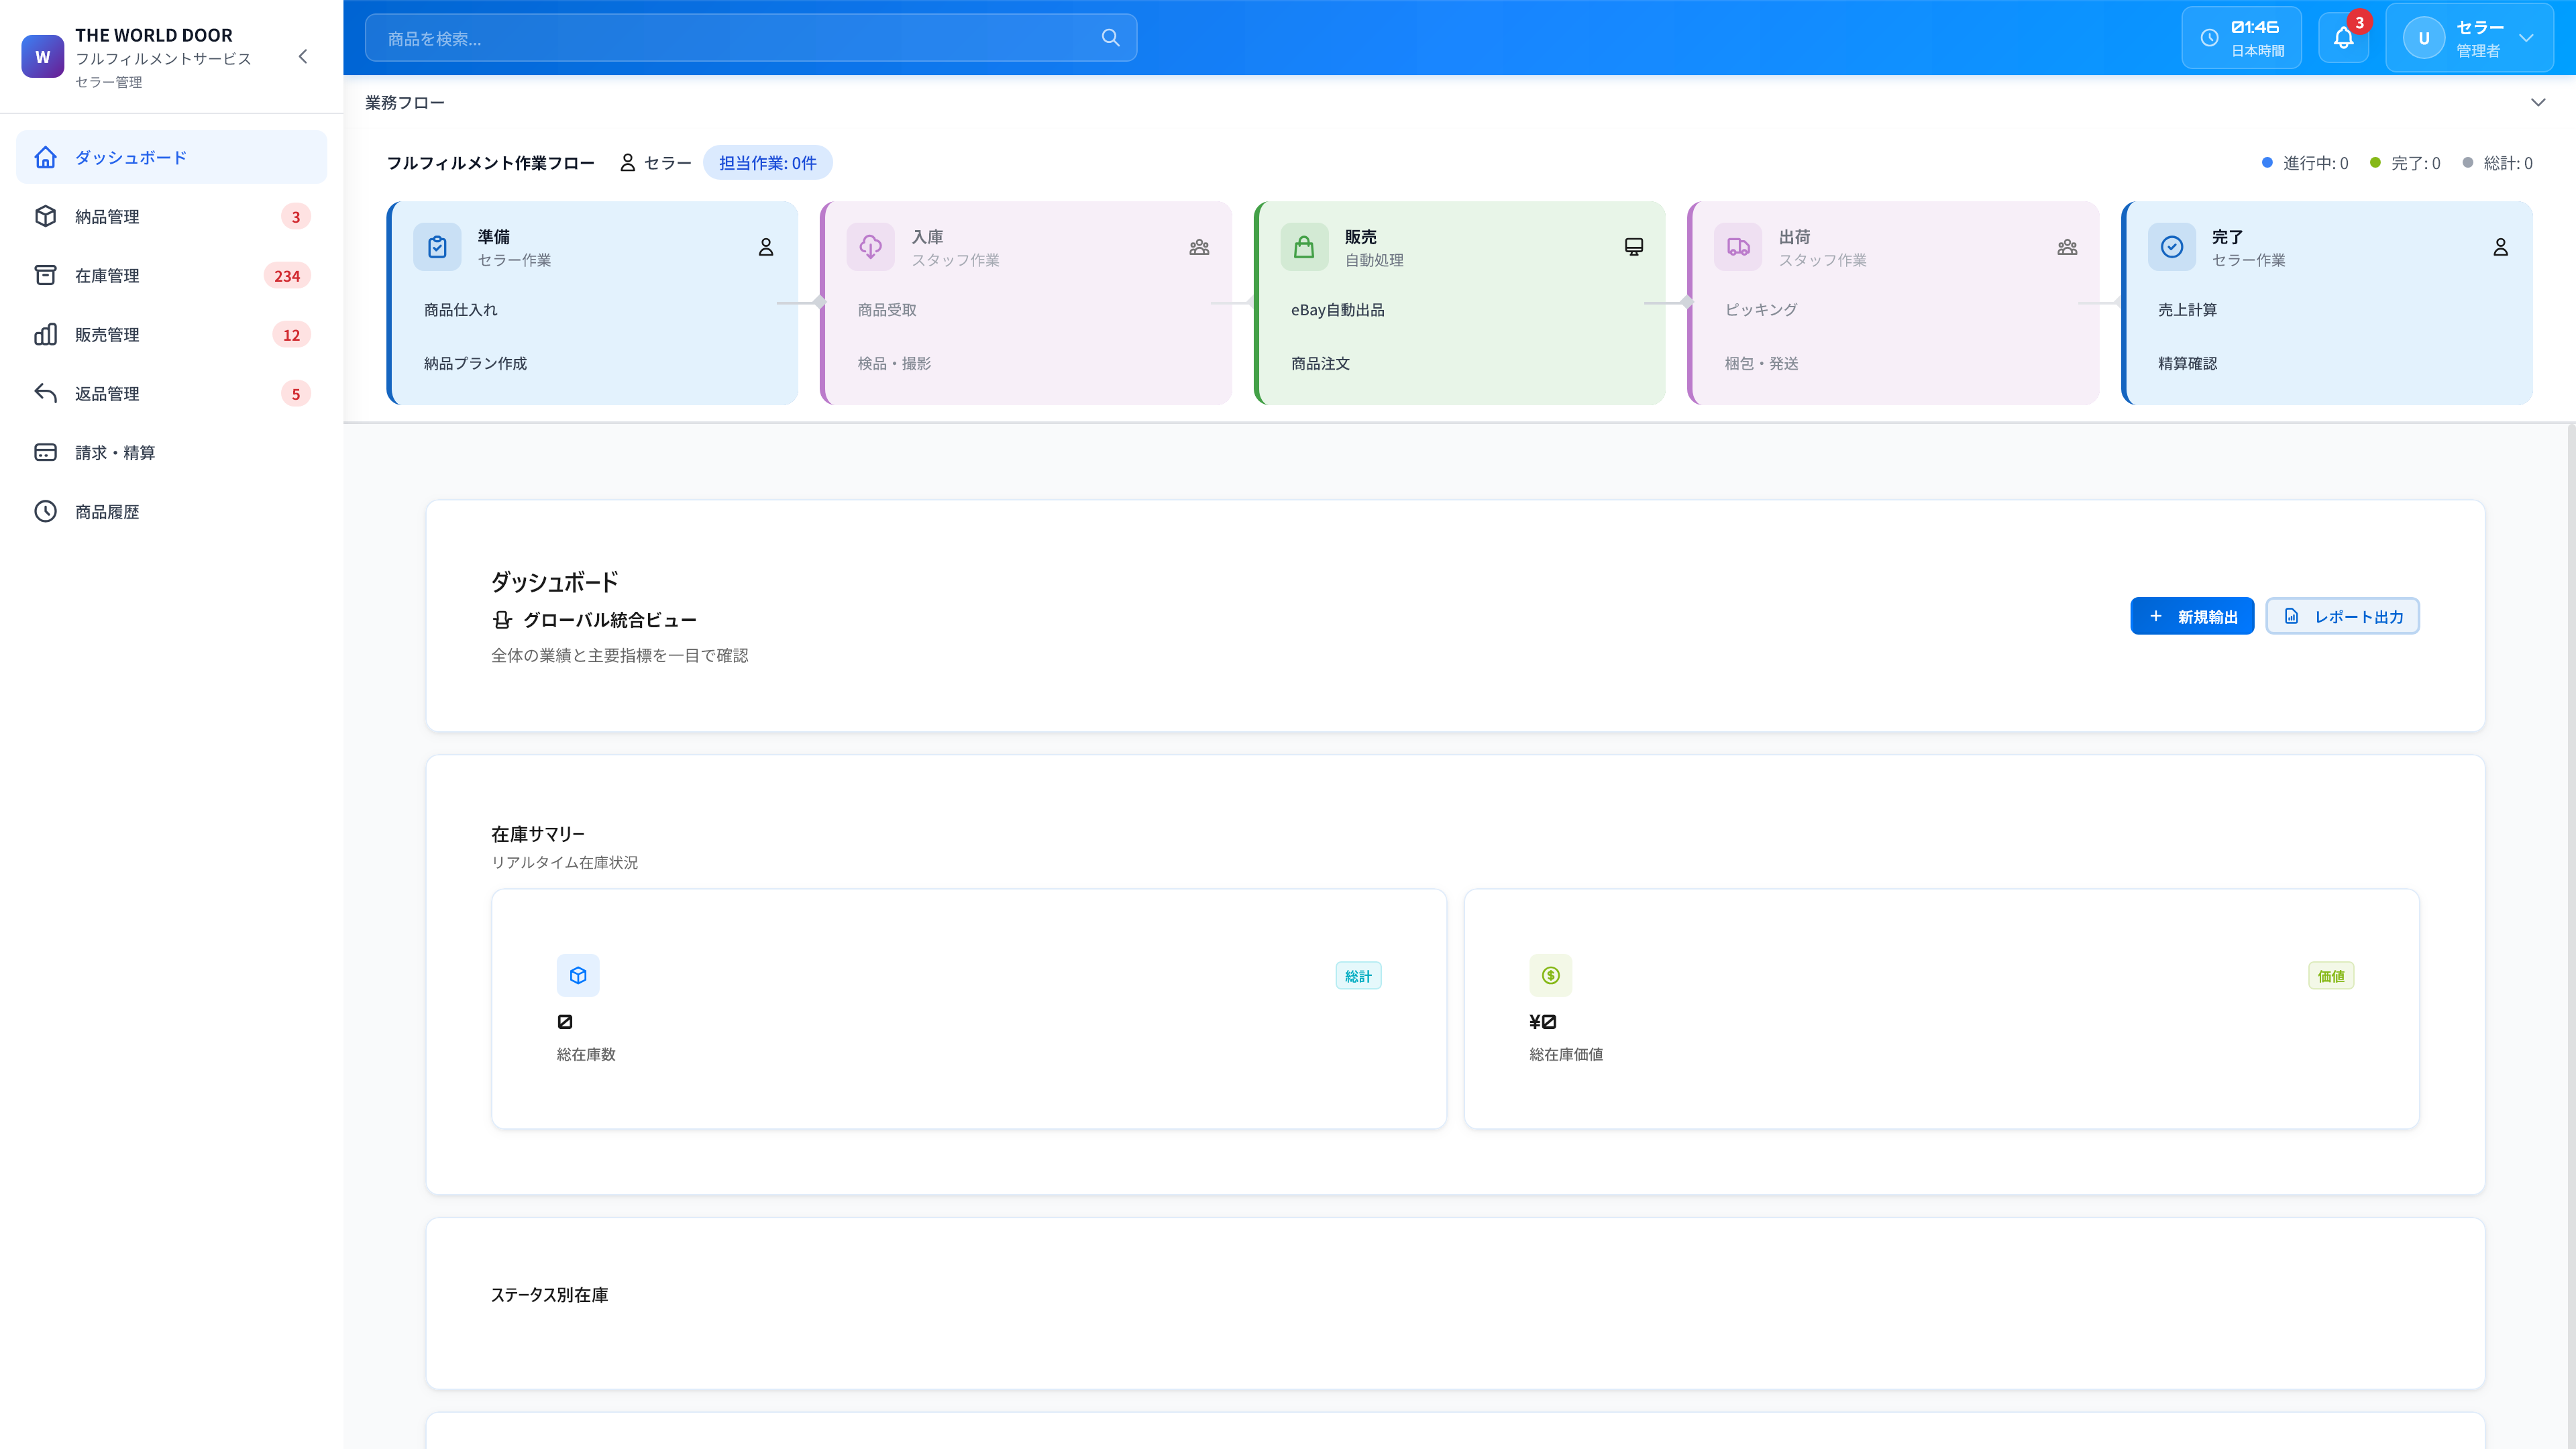 W
THE WORLD DOOR
フルフィルメントサービス
セラー管理
ダッシュボード
納品管理
3
在庫管理
234
販売管理
12
返品管理
5
請求・精算
商品履歴
商品を検索...
01:46
日本時間
3
U
セラー
管理者
業務フロー
フルフィルメント作業フロー
セラー
担当作業: 0件
進行中: 0
完了: 0
総計: 0
準備
セラー作業
商品仕入れ
納品プラン作成
入庫
スタッフ作業
商品受取
検品・撮影
販売
自動処理
eBay自動出品
商品注文
出荷
スタッフ作業
ピッキング
梱包・発送
完了
セラー作業
売上計算
精算確認
ダッシュボード
グローバル統合ビュー
全体の業績と主要指標を一目で確認
新規輸出
レポート出力
在庫サマリー
リアルタイム在庫状況
総計
0
総在庫数
価値
¥0
総在庫価値
ステータス別在庫